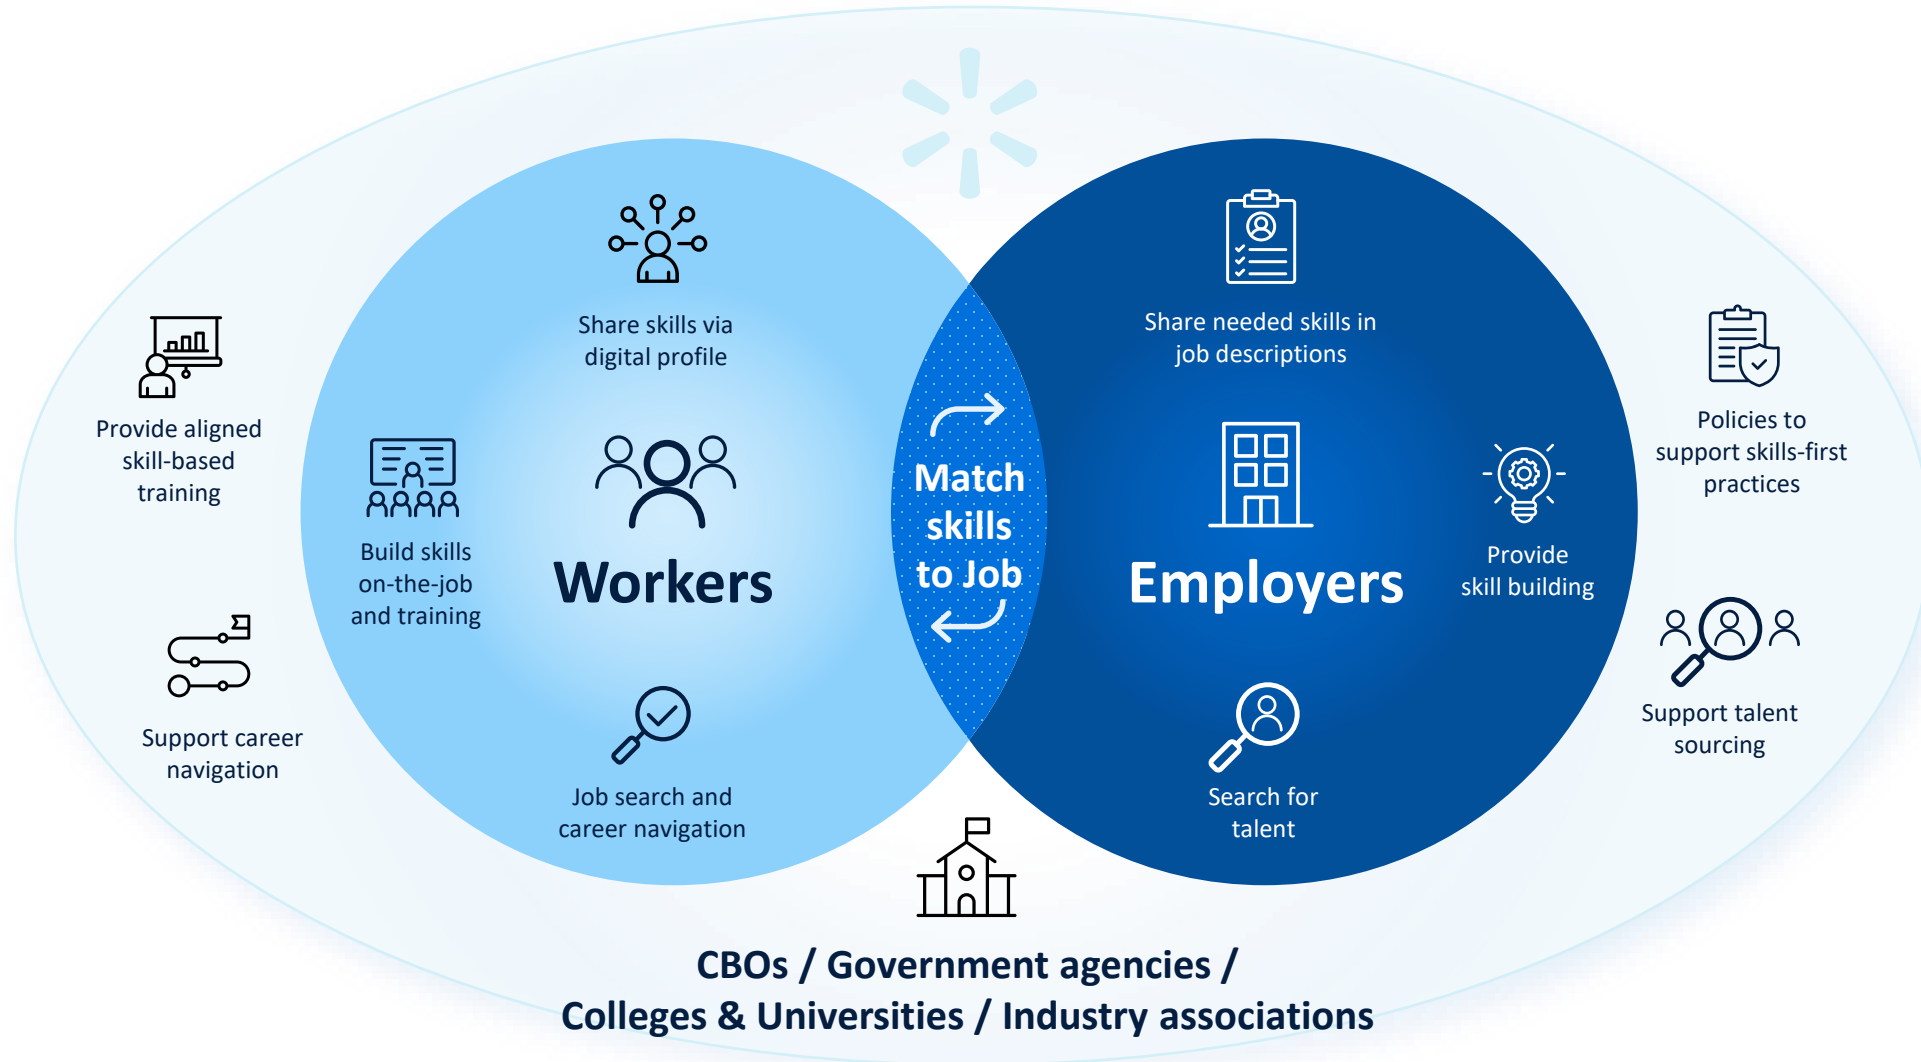 Provide aligned
skill-based
training
Support career
navigation
Share skills via
digital profile
Build skills
on-the-job
and training
Workers
Job search and
career navigation
Match
skills
to Job
Share needed skills in
job descriptions
Employers
Provide
skill building
Search for
talent
Policies to
support skills-first
practices
Support talent
sourcing
CBOs / Government agencies /
Colleges & Universities / Industry associations